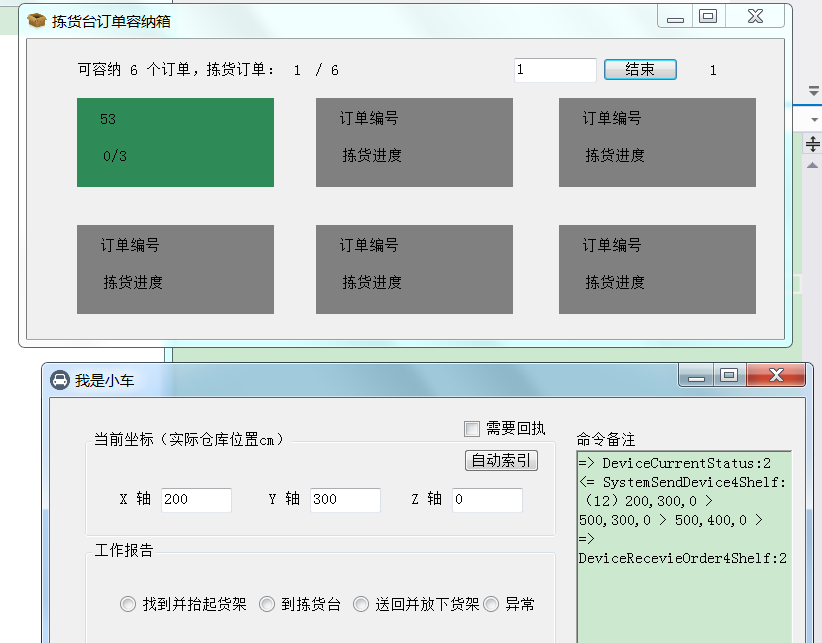 拣货台订单容纳箱
可容纳 6 个订单,拣货订单: 1 / 6
1
结束
1
53
0/3
订单编号
拣货进度
订单编号
拣货进度
订单编号
拣货进度
订单编号
拣货进度
订单编号
拣货进度
我是小车
需要回执
当前坐标(实际仓库位置cm)
自动索引
X 轴 200
Y 轴 300
Z 轴 0
工作报告
找到并抬起货架
到拣货台
送回并放下货架
异常
命令备注
=> DeviceCurrentStatus:2
<= SystemSendDevice4Shelf:
(12)200,300,0 >
500,300,0 > 500,400,0 >
=>
DeviceRecevieOrder4Shelf:2